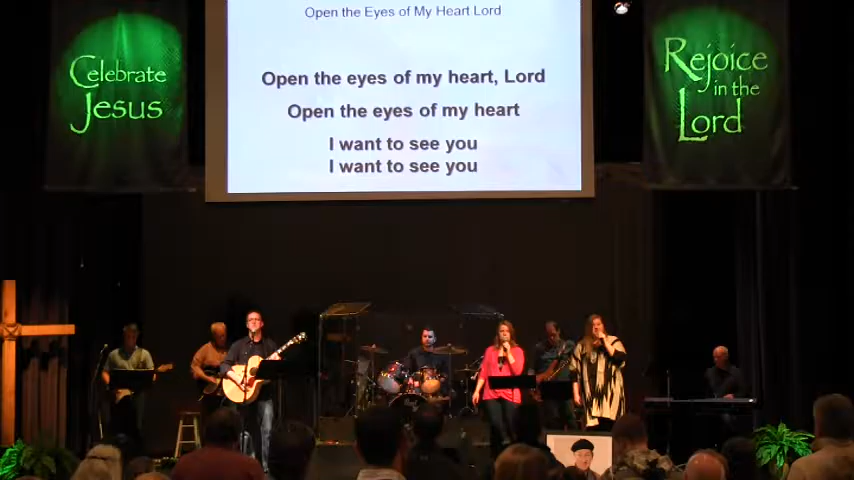 Open the Eyes of My Heart Lord
Open the eyes of my heart, Lord
Open the eyes of my heart
I want to see you
I want to see you
Celebrate
Jesus
Rejoice
in the
Lord